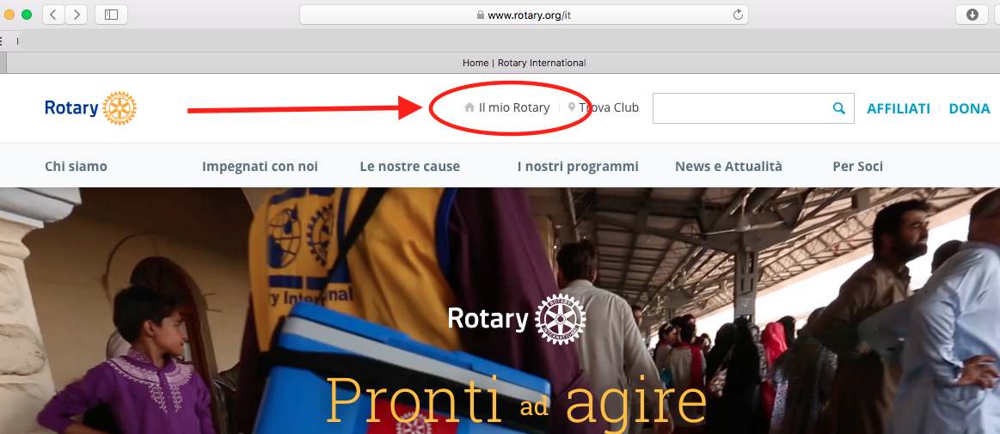 www.rotary.org/it
Home | Rotary International
Rotary
Il mio Rotary
Trova Club
AFFILIATI
DONA
Chi siamo
Impegnati con noi
Le nostre cause
I nostri programmi
News e Attualità
Per Soci
Rotary
ROTARY
INTERNATIONAL
Pronti ad agire